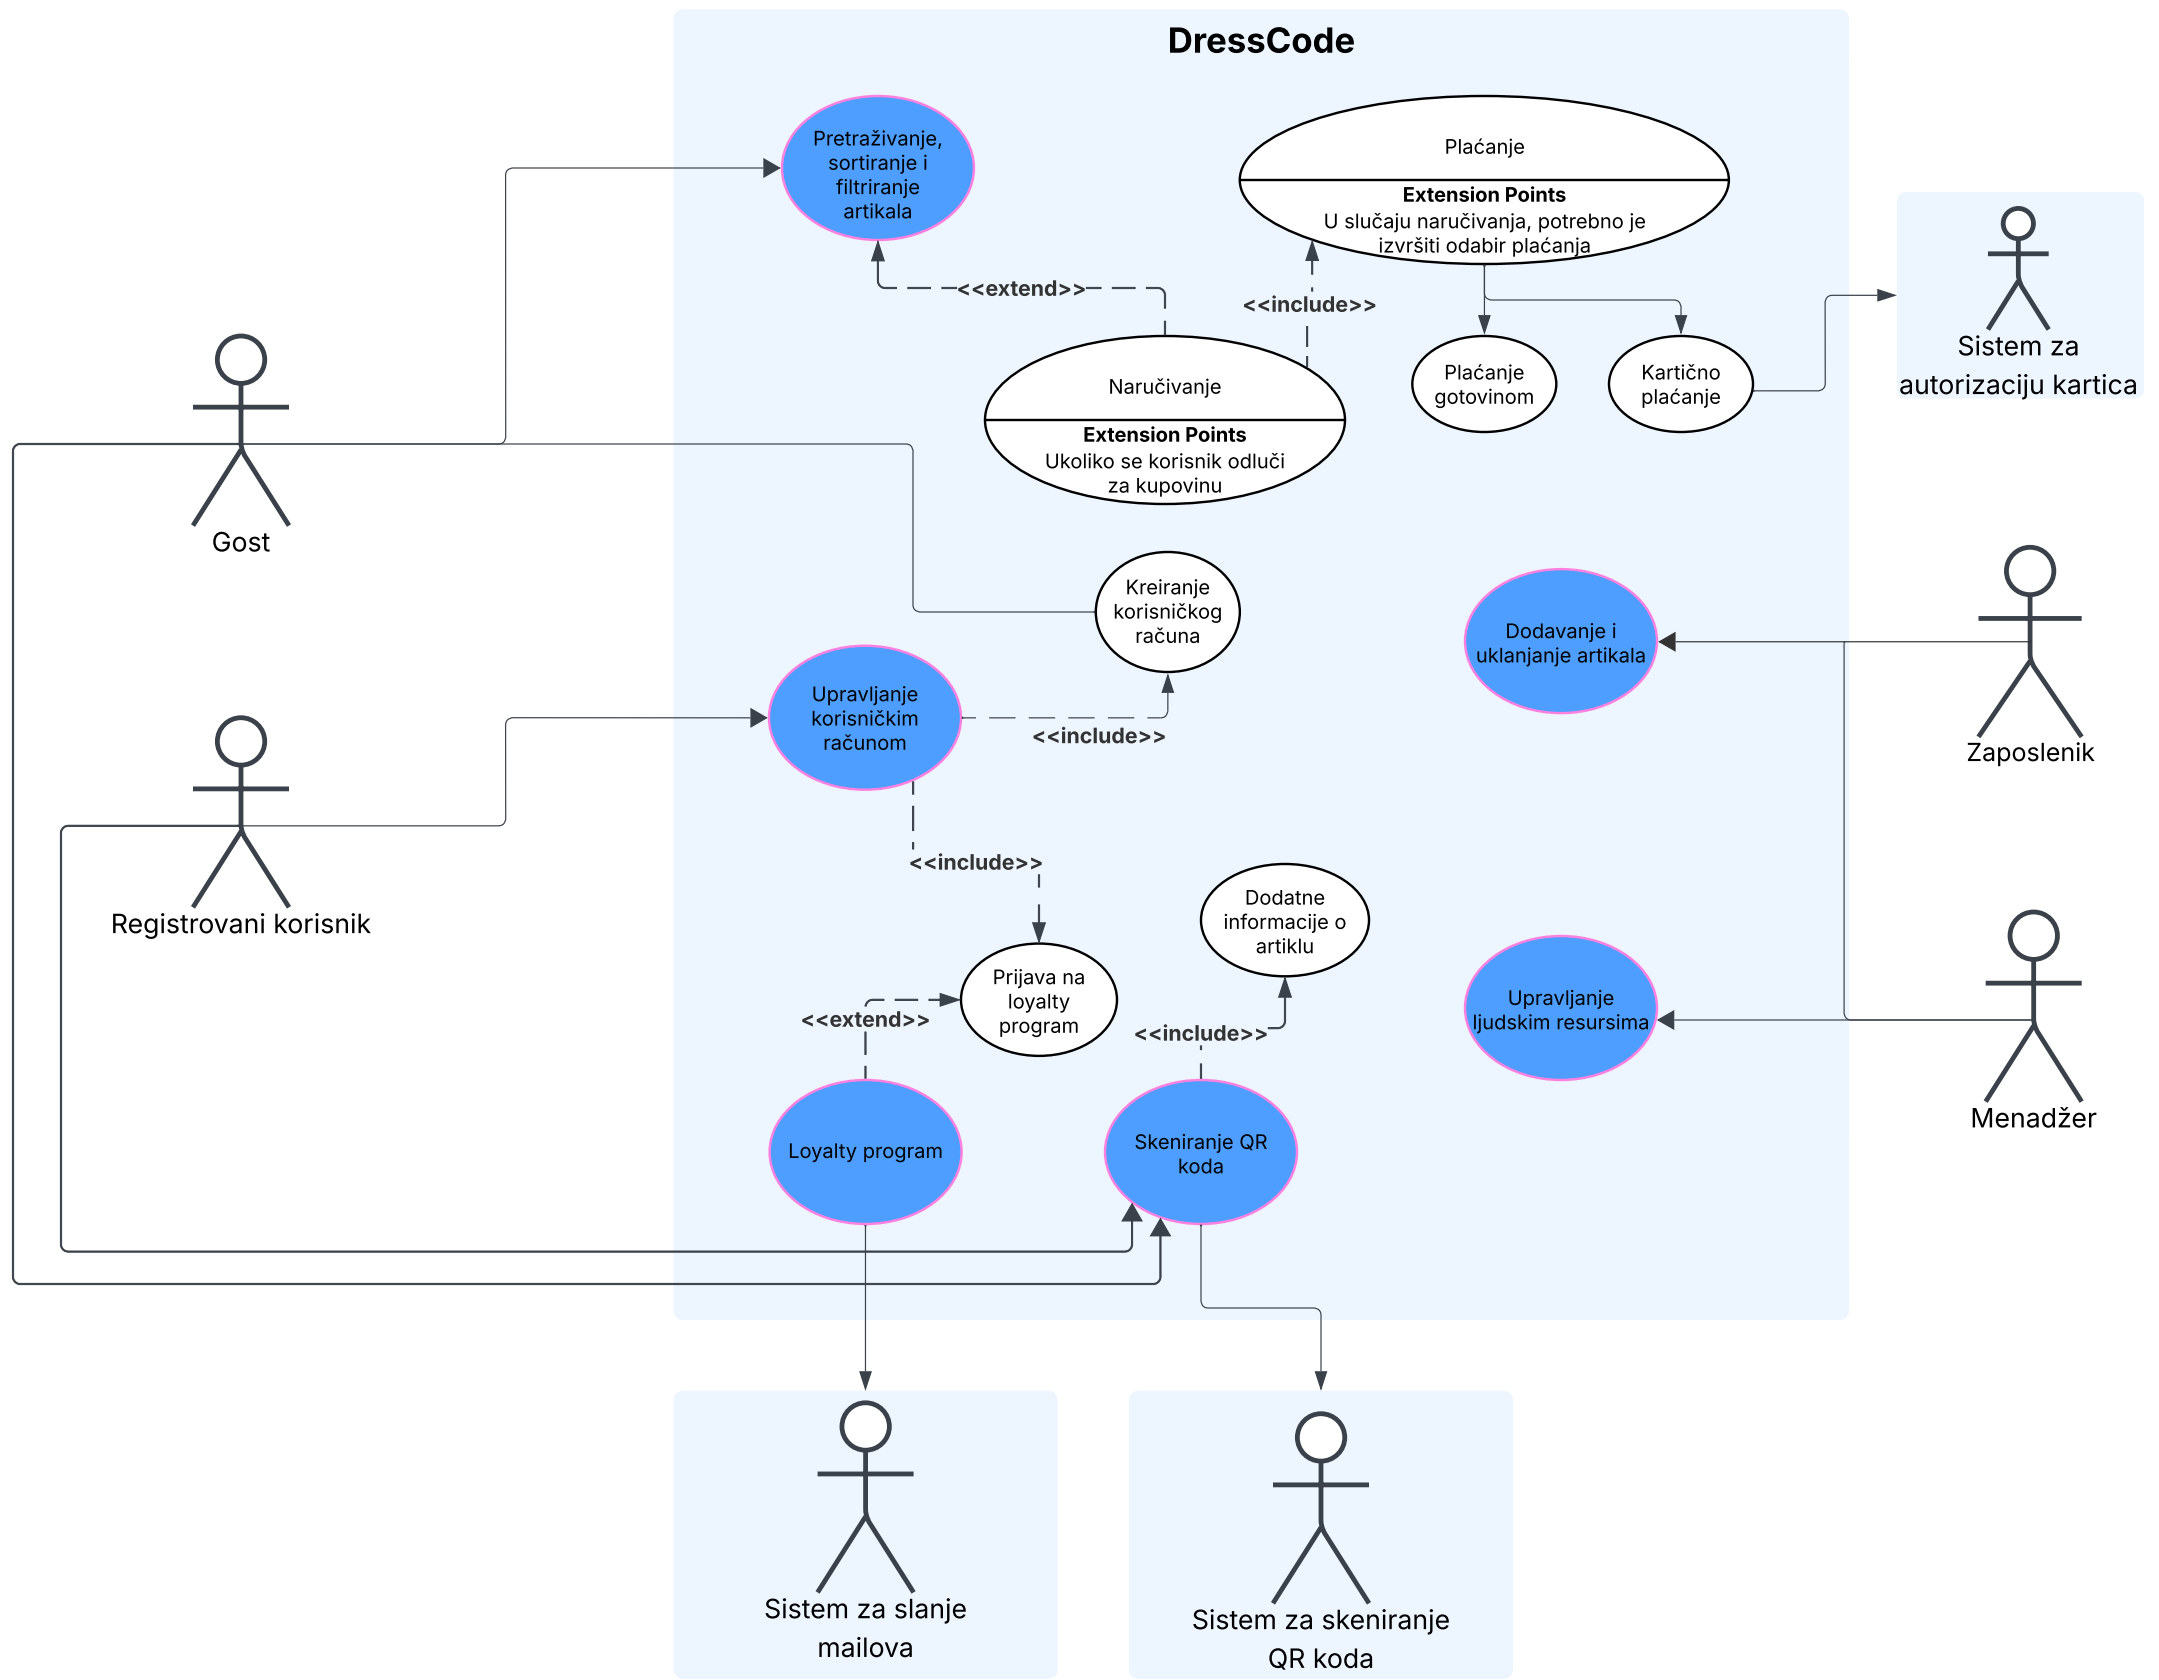 DressCode
Pretraživanje,
sortiranje i
filtriranje
artikala
Plaćanje
Extension Points
U slučaju naručivanja, potrebno je
izvršiti odabir plaćanja
<<extend>>
<<include>>
Sistem za
autorizaciju kartica
Naručivanje
Extension Points
Ukoliko se korisnik odluči
za kupovinu
Plaćanje
gotovinom
Kartično
plaćanje
Gost
Kreiranje
korisničkog
računa
Dodavanje i
uklanjanje artikala
Zaposlenik
Upravljanje
korisničkim
računom
<<include>>
<<include>>
Registrovani korisnik
Dodatne
informacije o
artiklu
Prijava na
loyalty
program
<<extend>>
<<include>>
Upravljanje
ljudskim resursima
Menadžer
Loyalty program
Skeniranje QR
koda
Sistem za slanje
mailova
Sistem za skeniranje
QR koda